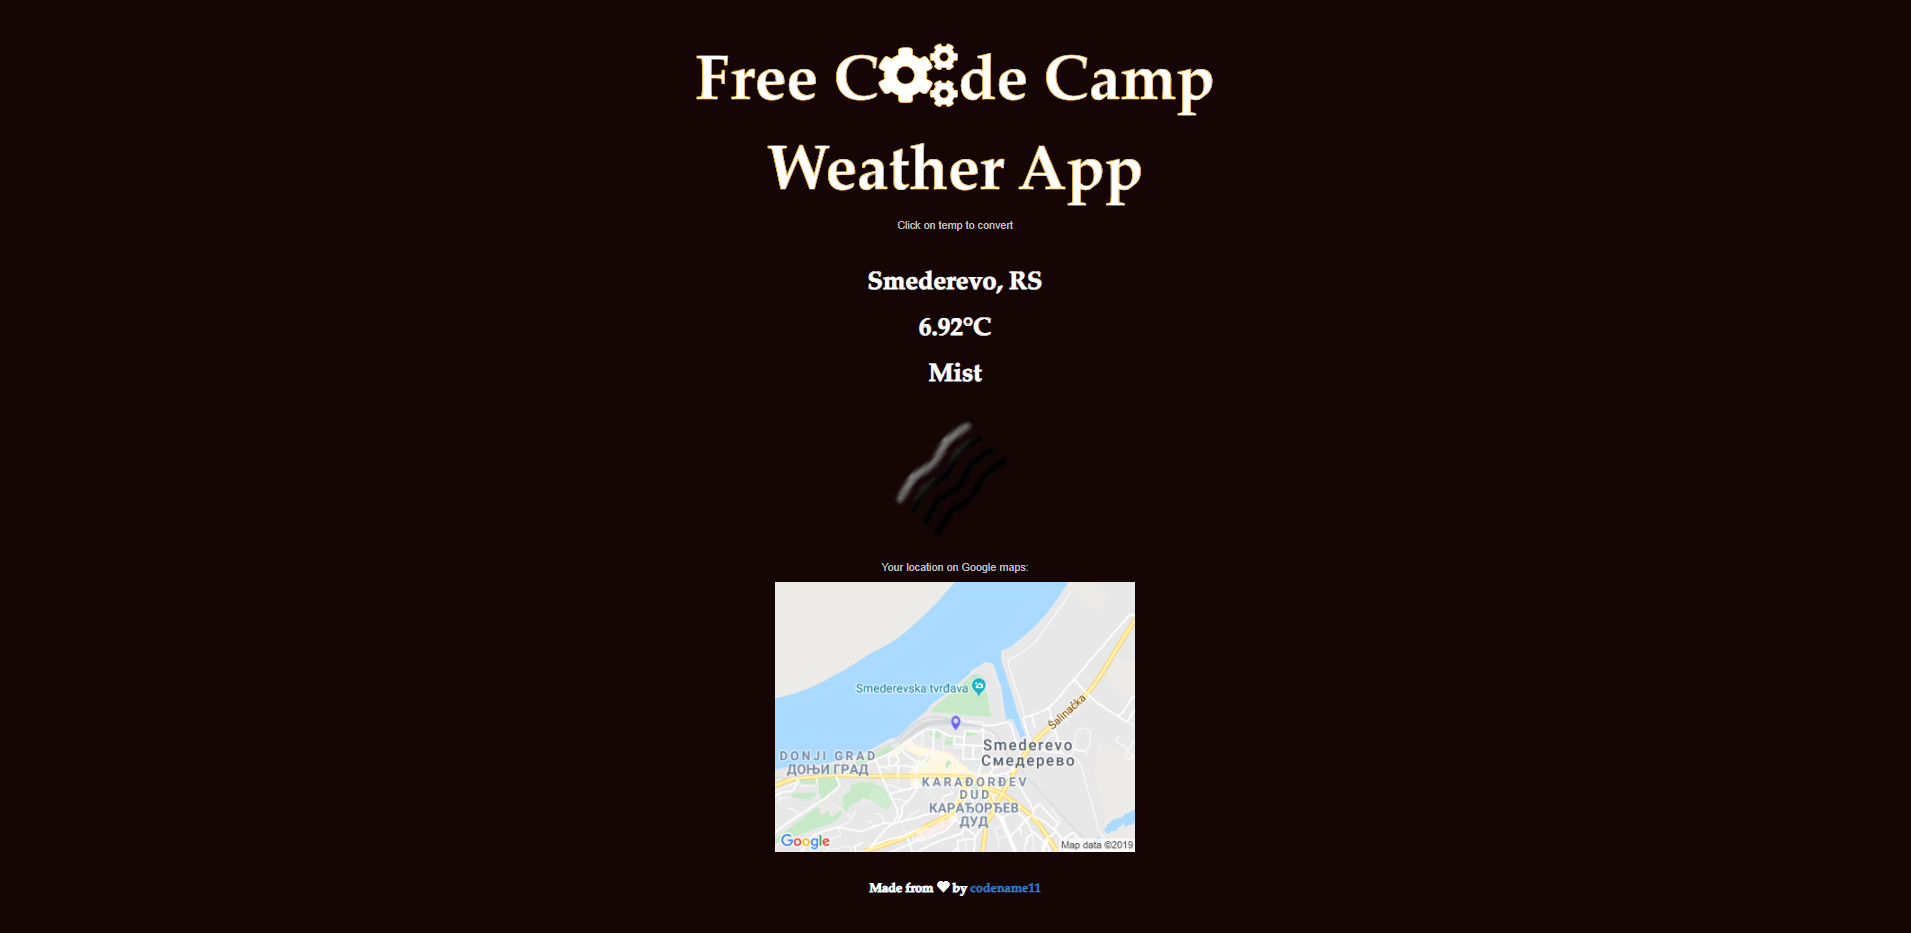 Free Code Camp
Weather App
Click on temp to convert
Smederevo, RS
6.92°C
Mist
Your location on Google maps:
Smederevska tvrđava
Šalinačka
Smederevo
Смедерево
DONJI GRAD
ДОЊИ ГРАД
KARAĐORĐEV
DUD
КАРАЂОРЂЕВ
ДУД
Google
Map data ©2019
Made from ♥ by codename11